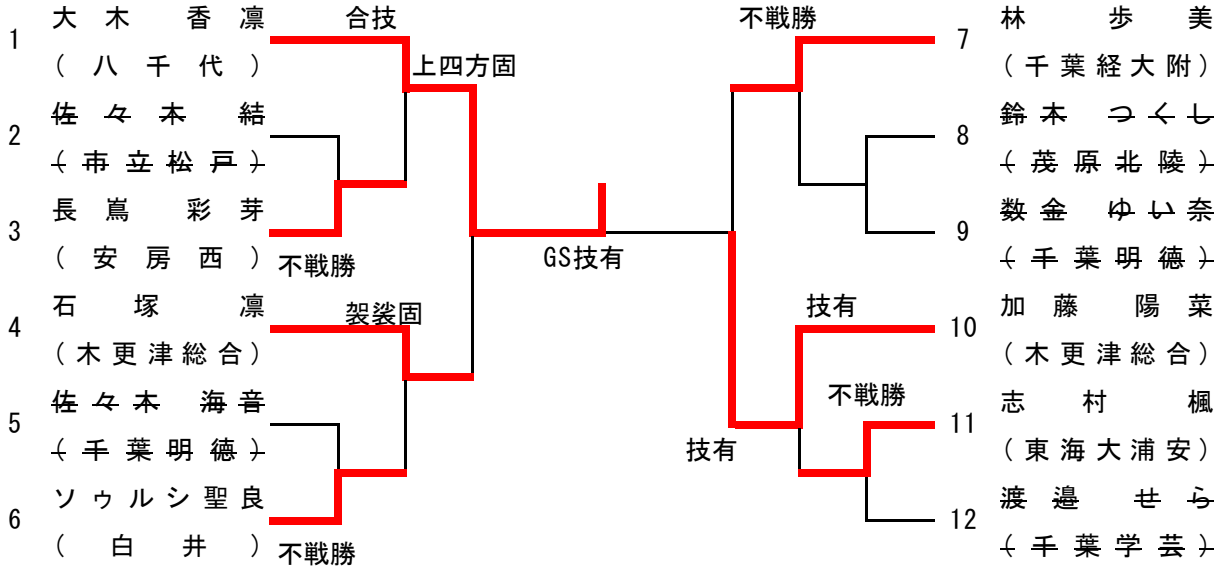 1 大木 香凛
(八千代)
2 佐々木 結
(市立松戸)
3 長嶌 彩芽
(安房西)
4 石塚 凛
(木更津総合)
5 佐々木 海音
(千葉明徳)
6 ソゥルシ聖良
(白井)
合技
上四方固
不戦勝
袈裟固
不戦勝
GS技有
不戦勝
技有
不戦勝
技有
7 林 歩美
(千葉経大附)
8 鈴木 つくし
(茂原北陵)
9 数金 ゆい奈
(千葉明徳)
10 加藤 陽菜
(木更津総合)
11 志村 楓
(東海大浦安)
12 渡邉 せら
(千葉学芸)